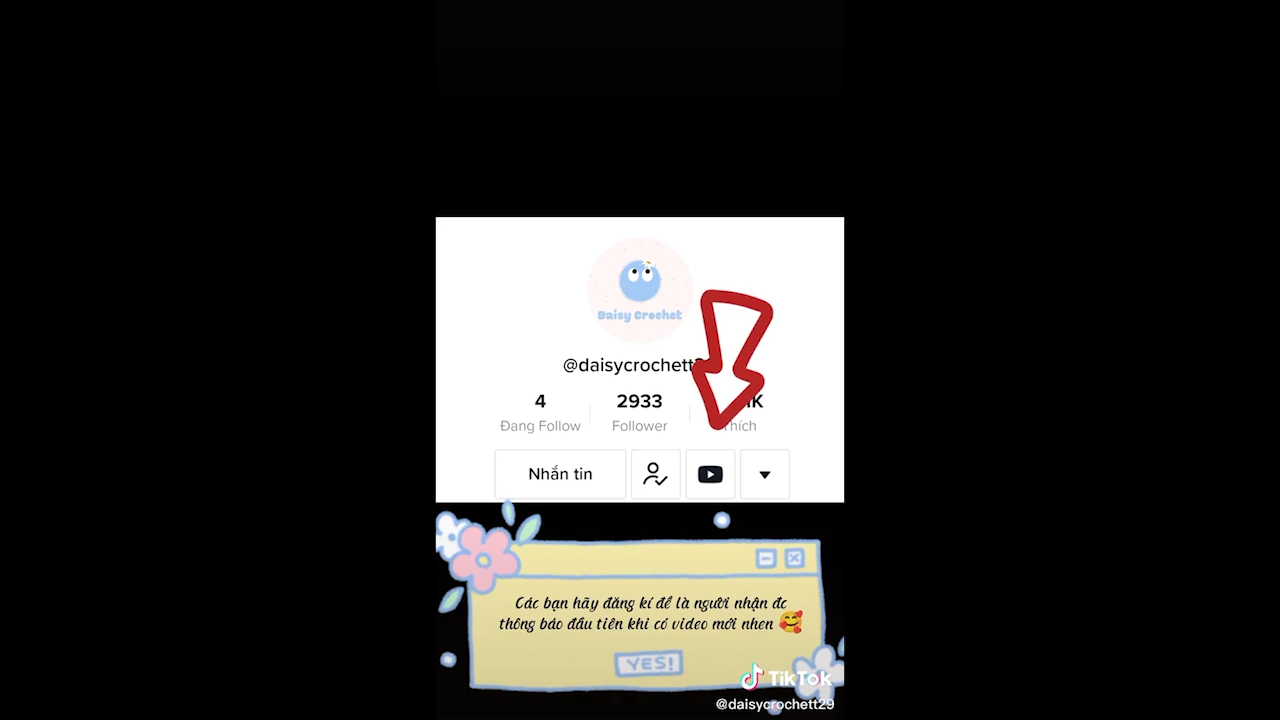 Daisy Crochet
@daisycrochett
4
2933
Đang Follow
Follower
Thích
Nhắn tin
Các bạn hãy đăng kí để là người nhận đc
thông báo đầu tiên khi có video mới nhen 🥰
YES!
TikTok
@daisycrochett29